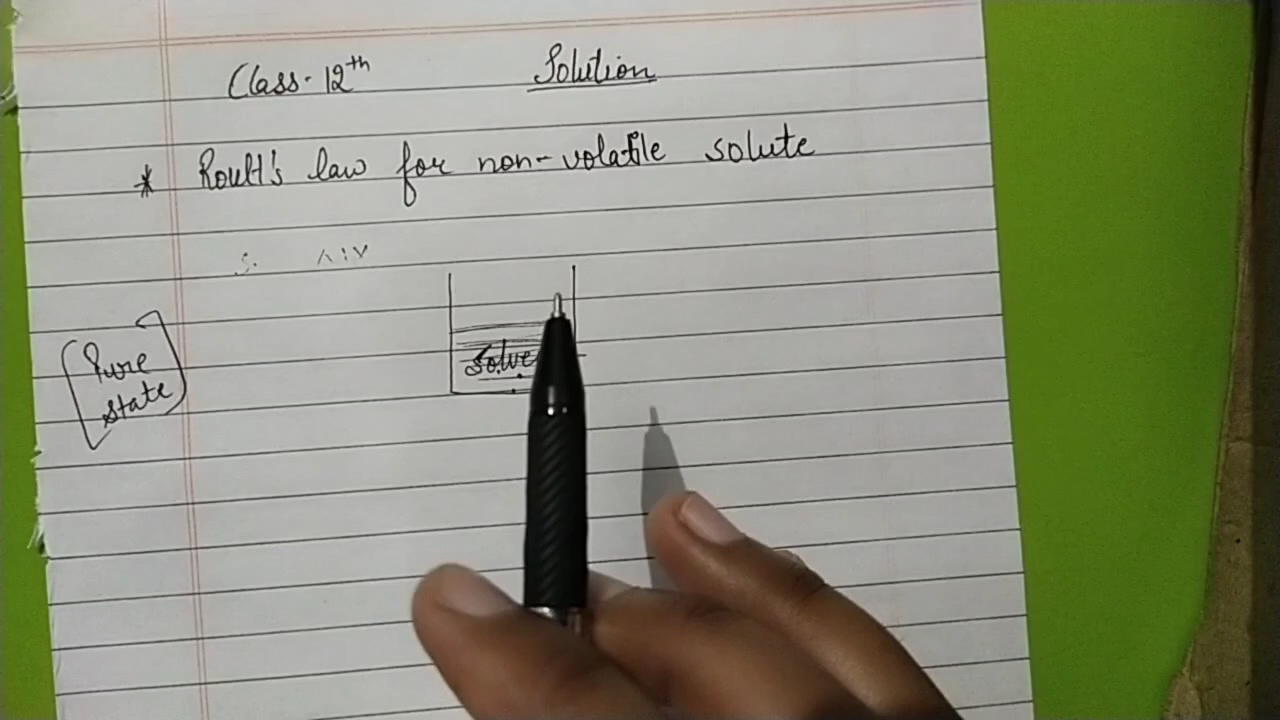 Class. 12th Solution
* Roult's law for non-volatile solute
Pure
state